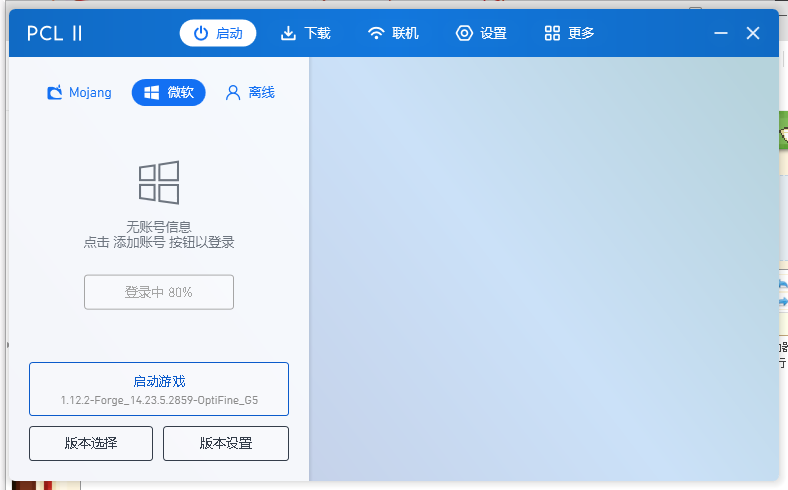 PCL II
启动
下载
联机
设置
更多
Mojang
微软
离线
无账号信息
点击 添加账号 按钮以登录
登录中 80%
启动游戏
1.12.2-Forge_14.23.5.2859-OptiFine_G5
版本选择
版本设置